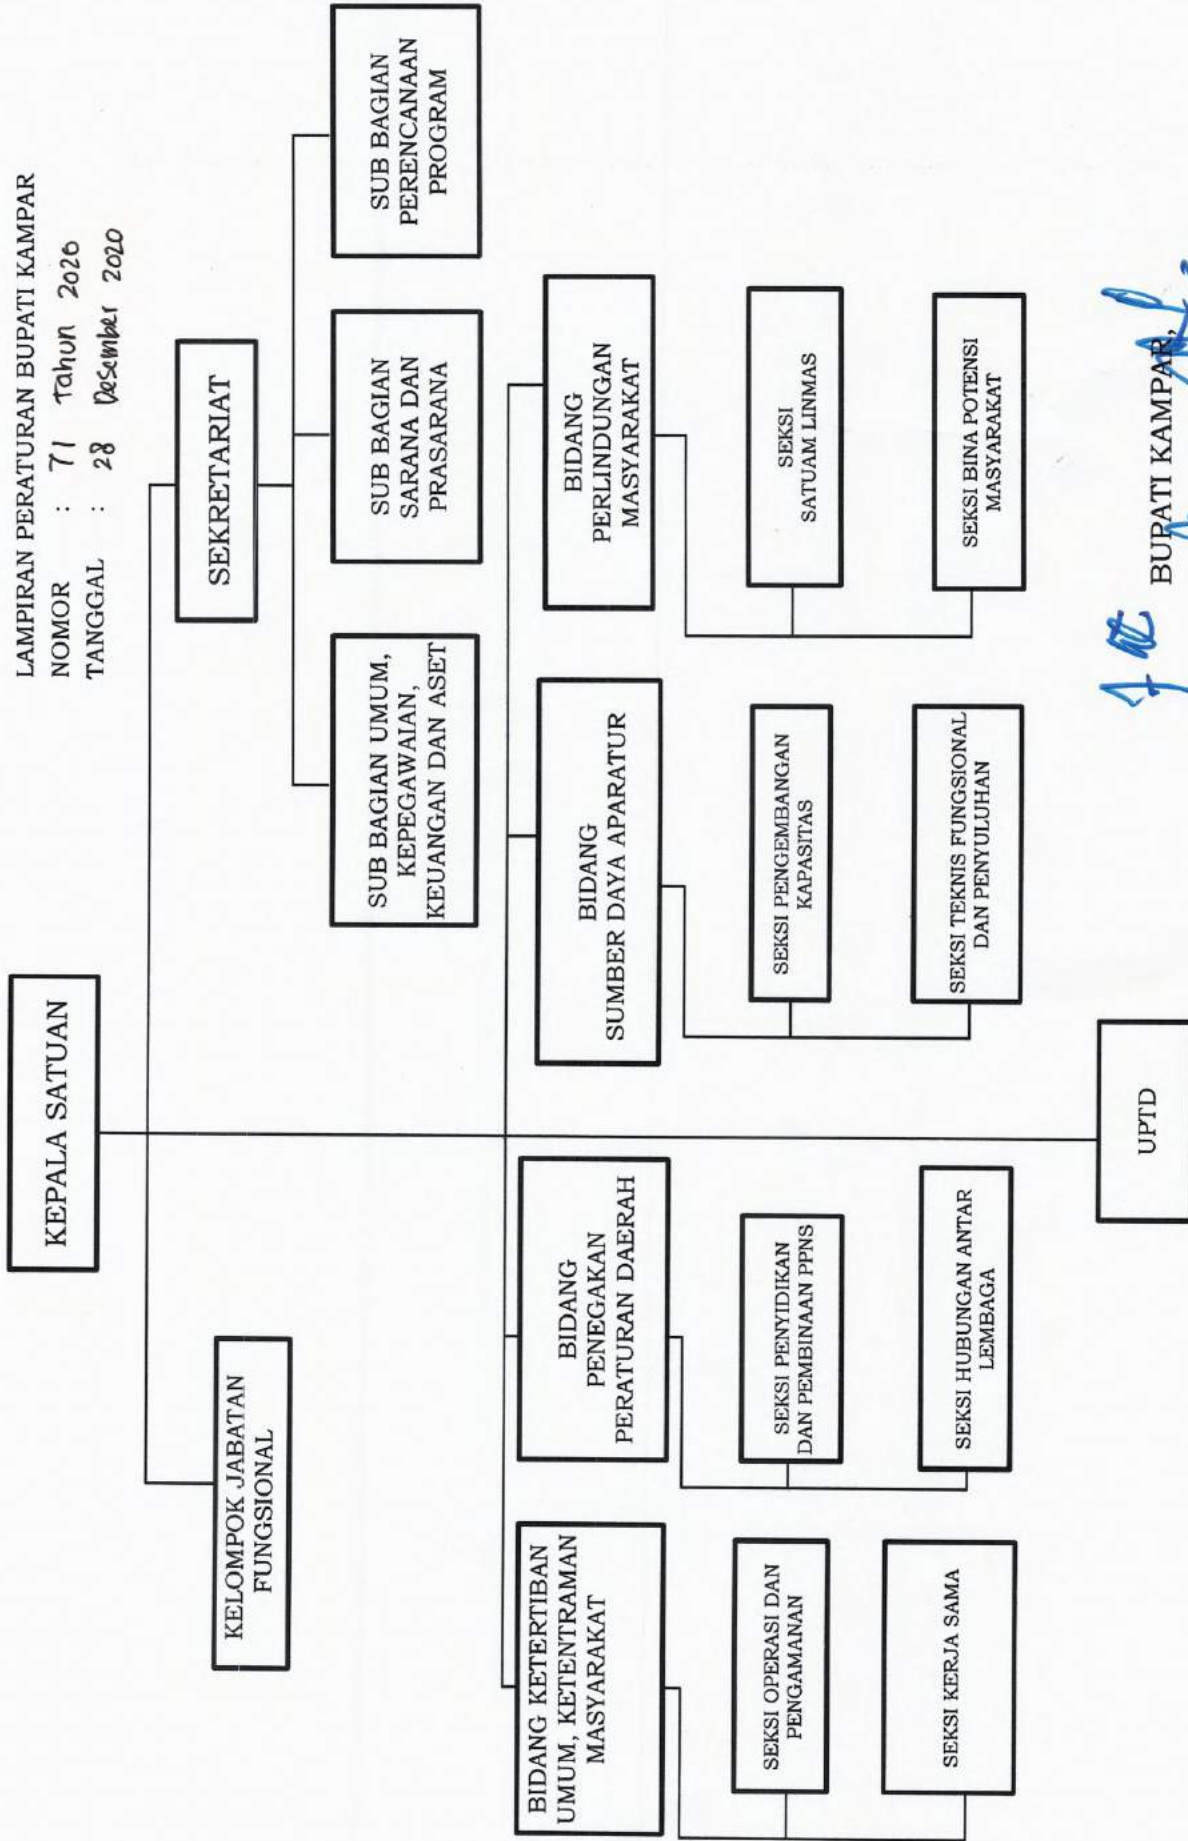 LAMPIRAN PERATURAN BUPATI KAMPAR
NOMOR : 71 Tahun 2020
TANGGAL : 28 Desember 2020
KEPALA SATUAN
KELOMPOK JABATAN
FUNGSIONAL
SEKRETARIAT
SUB BAGIAN UMUM,
KEPEGAWAIAN,
KEUANGAN DAN ASET
SUB BAGIAN
SARANA DAN
PRASARANA
SUB BAGIAN
PERENCANAAN
PROGRAM
BIDANG KETERTIBAN
UMUM, KETENTRAMAN
MASYARAKAT
BIDANG
PENEGAKAN
PERATURAN DAERAH
BIDANG
SUMBER DAYA APARATUR
BIDANG
PERLINDUNGAN
MASYARAKAT
SEKSI OPERASI DAN
PENGAMANAN
SEKSI PENYIDIKAN
DAN PEMBINAAN PPNS
SEKSI PENGEMBANGAN
KAPASITAS
SEKSI
SATUAM LINMAS
SEKSI KERJA SAMA
SEKSI HUBUNGAN ANTAR
LEMBAGA
SEKSI TEKNIS FUNGSIONAL
DAN PENYULUHAN
SEKSI BINA POTENSI
MASYARAKAT
UPTD
BUPATI KAMPAR,